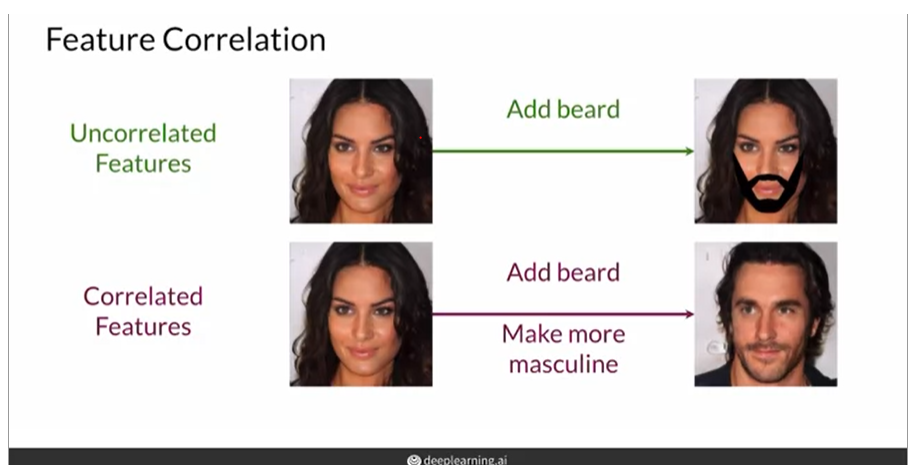 Feature Correlation
Uncorrelated
Features
Add beard
Correlated
Features
Add beard
Make more
masculine
deeplearning.ai